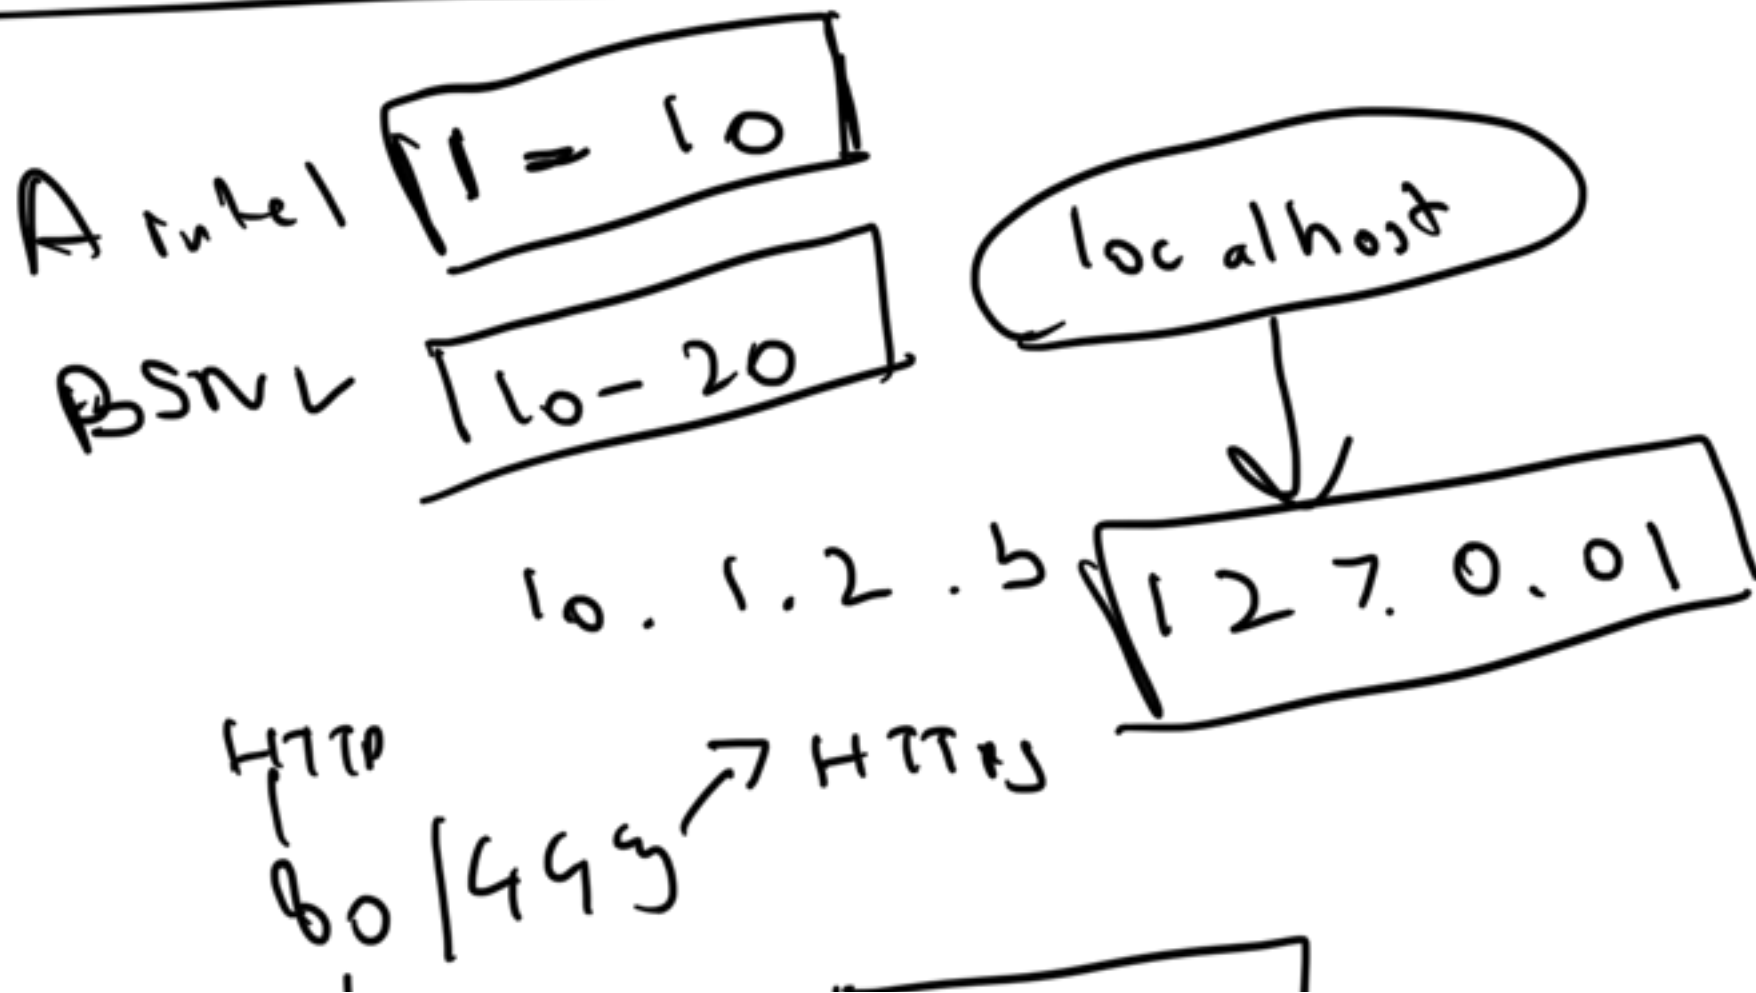 Airtel 1 = 10
BSNL 10 - 20
localhost
10.1.2.5
127.0.01
HTTP
HTTPS
80/443